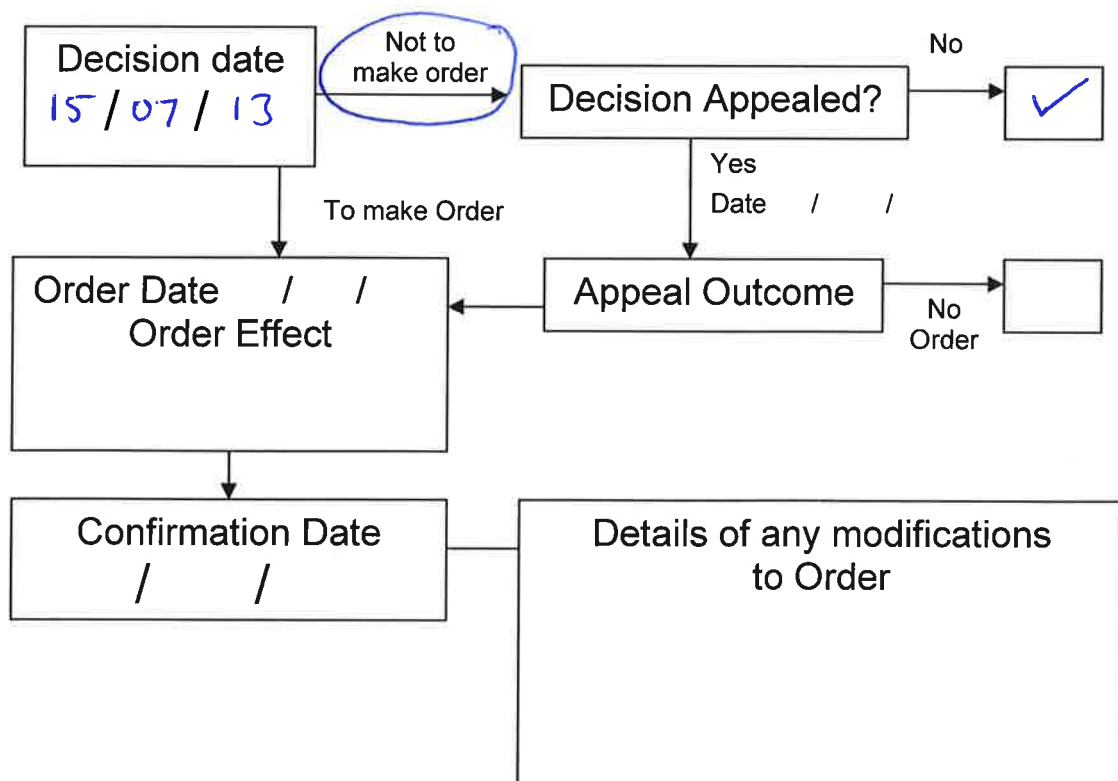 Decision date
15 / 07 / 13
Not to
make order
Decision Appealed?
No
✓
To make Order
Yes
Date / /
Order Date / /
Order Effect
Appeal Outcome
No
Order
Confirmation Date
/ /
Details of any modifications
to Order